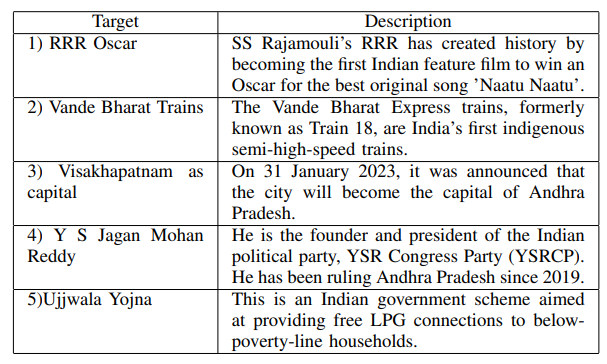 Target Description
1) RRR Oscar SS Rajamouli's RRR has created history by
becoming the first Indian feature film to win an
Oscar for the best original song 'Naatu Naatu'.
2) Vande Bharat Trains The Vande Bharat Express trains, formerly
known as Train 18, are India's first indigenous
semi-high-speed trains.
3) Visakhapatnam as On 31 January 2023, it was announced that
capital the city will become the capital of Andhra
Pradesh.
4) Y S Jagan Mohan He is the founder and president of the Indian
Reddy political party, YSR Congress Party (YSRCP).
He has been ruling Andhra Pradesh since 2019.
5)Ujjwala Yojna This is an Indian government scheme aimed
at providing free LPG connections to below-
poverty-line households.